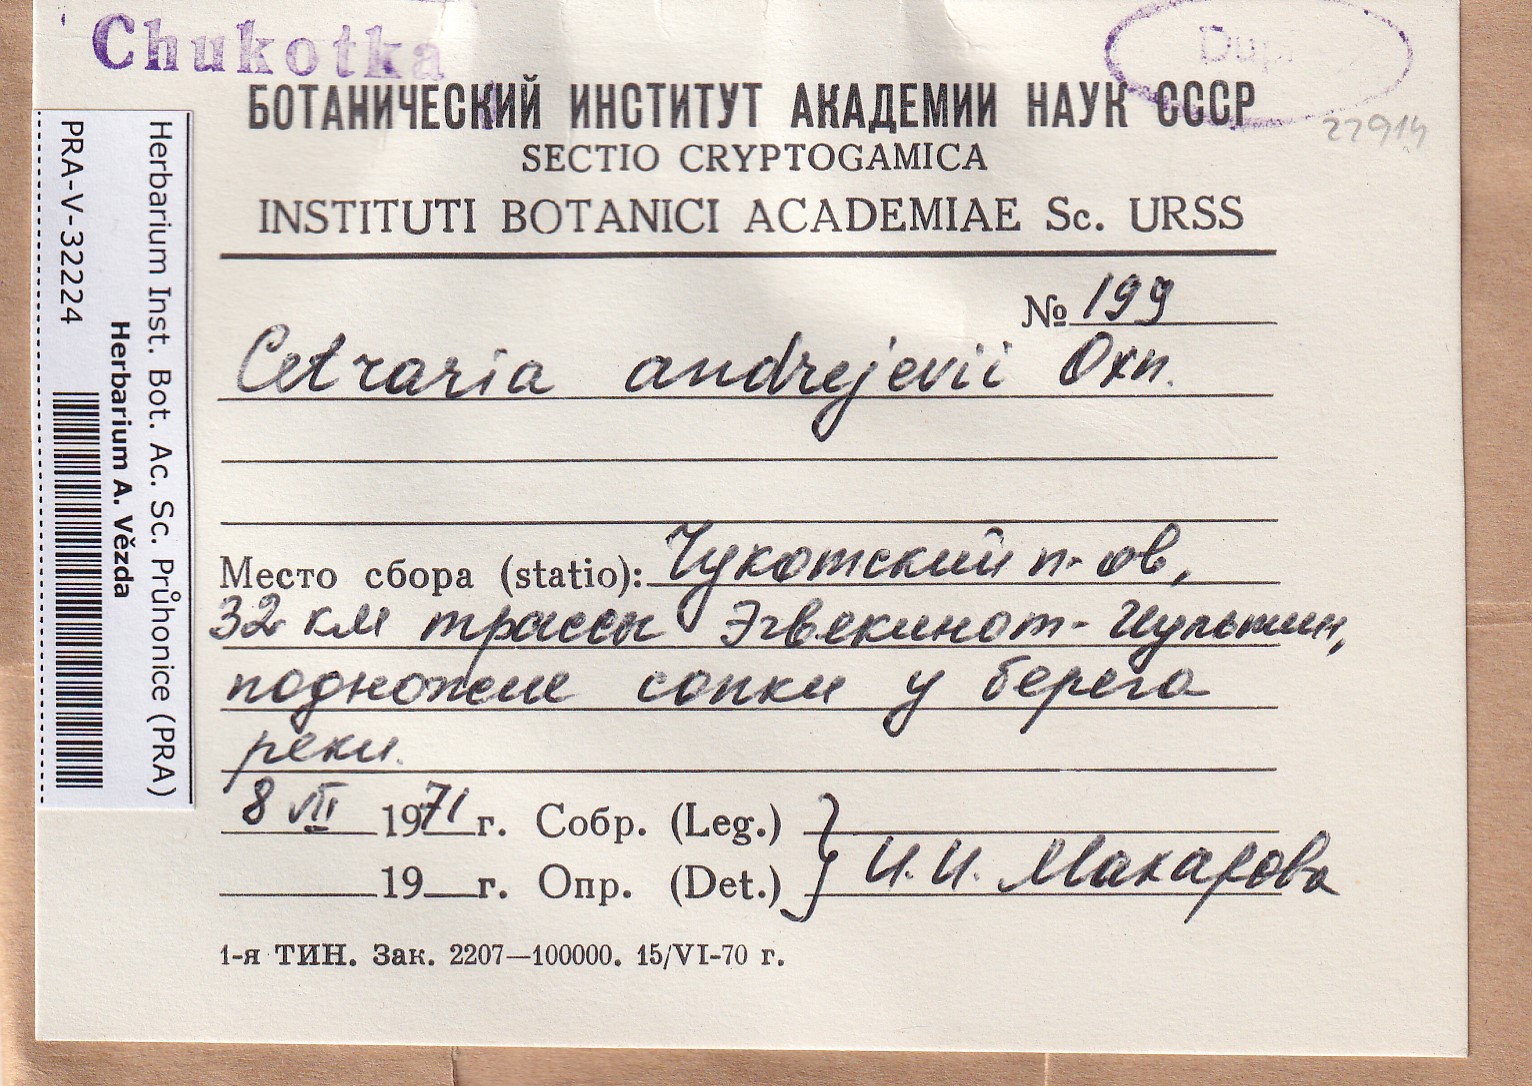 Chukotka
БОТАНИЧЕСКИЙ ИНСТИТУТ АКАДЕМИИ НАУК СССР
22914
SECTIO CRYPTOGAMICA
INSTITUTI BOTANICI ACADEMIAE Sc. URSS
№ 199
Cetraria andrejevii Oxn.
Место сбора (statio): Чукотский п-ов,
32 км трассы Эгвекинот-Иультин,
подножие сопки у берега
реки.
8 VII 1971 г. Собр. (Leg.)
И.И. Макарова
19 г. Опр. (Det.)
1-я ТИН. Зак. 2207—100000. 15/VI-70 г.
Herbarium Inst. Bot. Ac. Sc. Průhonice (PRA)
Herbarium A. Vězda
PRA-V-32224